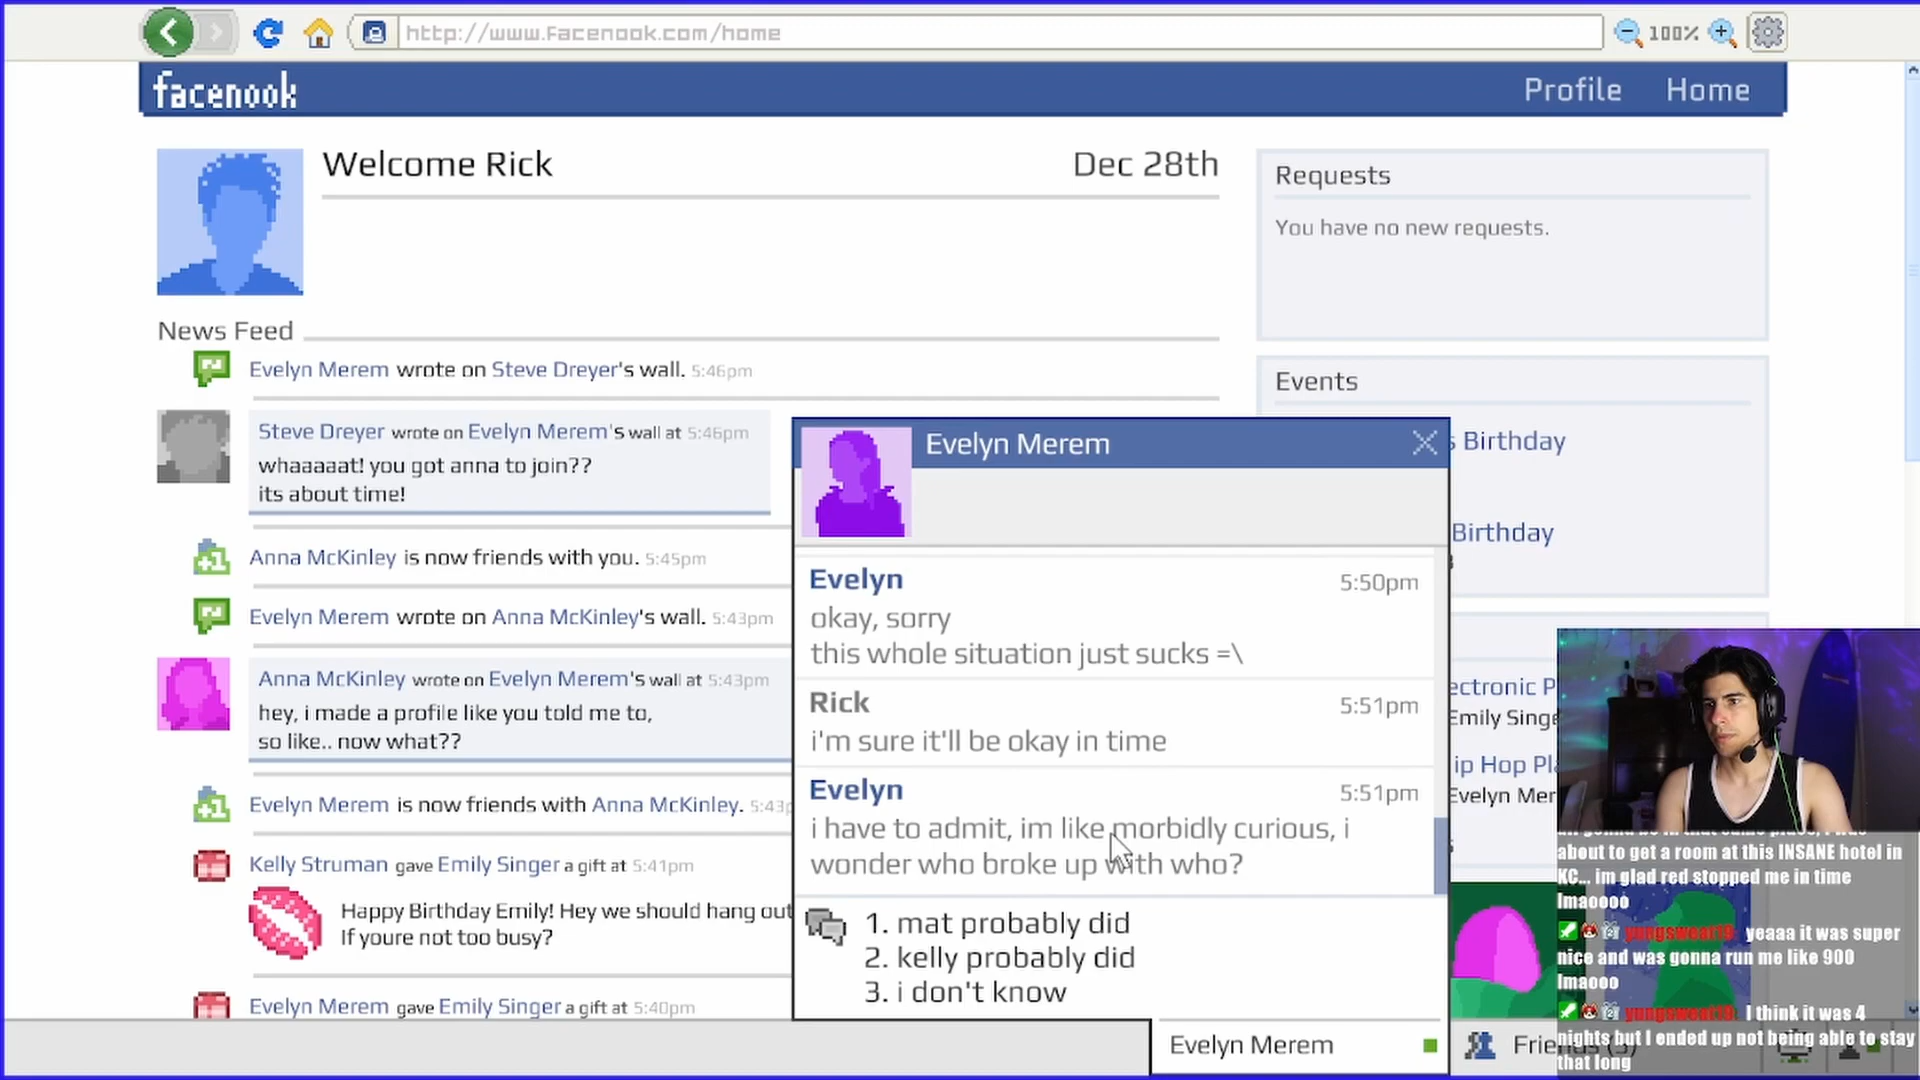 http://www.Facenook.com/home
100%
facenook
Profile
Home
Welcome Rick
Dec 28th
Requests
You have no new requests.
News Feed
Evelyn Merem wrote on Steve Dreyer's wall. 5:46pm
Events
Steve Dreyer wrote on Evelyn Merem's wall at 5:46pm
whaaaaat! you got anna to join??
its about time!
s Birthday
Birthday
Anna McKinley is now friends with you. 5:45pm
Evelyn Merem wrote on Anna McKinley's wall. 5:43pm
Anna McKinley wrote on Evelyn Merem's wall at 5:43pm
hey, i made a profile like you told me to,
so like.. now what??
Evelyn Merem is now friends with Anna McKinley. 5:43p
Kelly Struman gave Emily Singer a gift at 5:41pm
Happy Birthday Emily! Hey we should hang out
If youre not too busy?
Evelyn Merem gave Emily Singer a gift at 5:40pm
Evelyn Merem
Evelyn 5:50pm
okay, sorry
this whole situation just sucks =\
Rick 5:51pm
i'm sure it'll be okay in time
Evelyn 5:51pm
i have to admit, im like morbidly curious, i
wonder who broke up with who?
1. mat probably did
2. kelly probably did
3. i don't know
Evelyn Merem
ectronic P
Emily Singe
ip Hop Pl
Evelyn Mer
about to get a room at this INSANE hotel in
KC... im glad red stopped me in time
lmaoooo
yeaaa it was super
nice and was gonna run me like 900
lmaooo
I think it was 4
nights but I ended up not being able to stay
that long